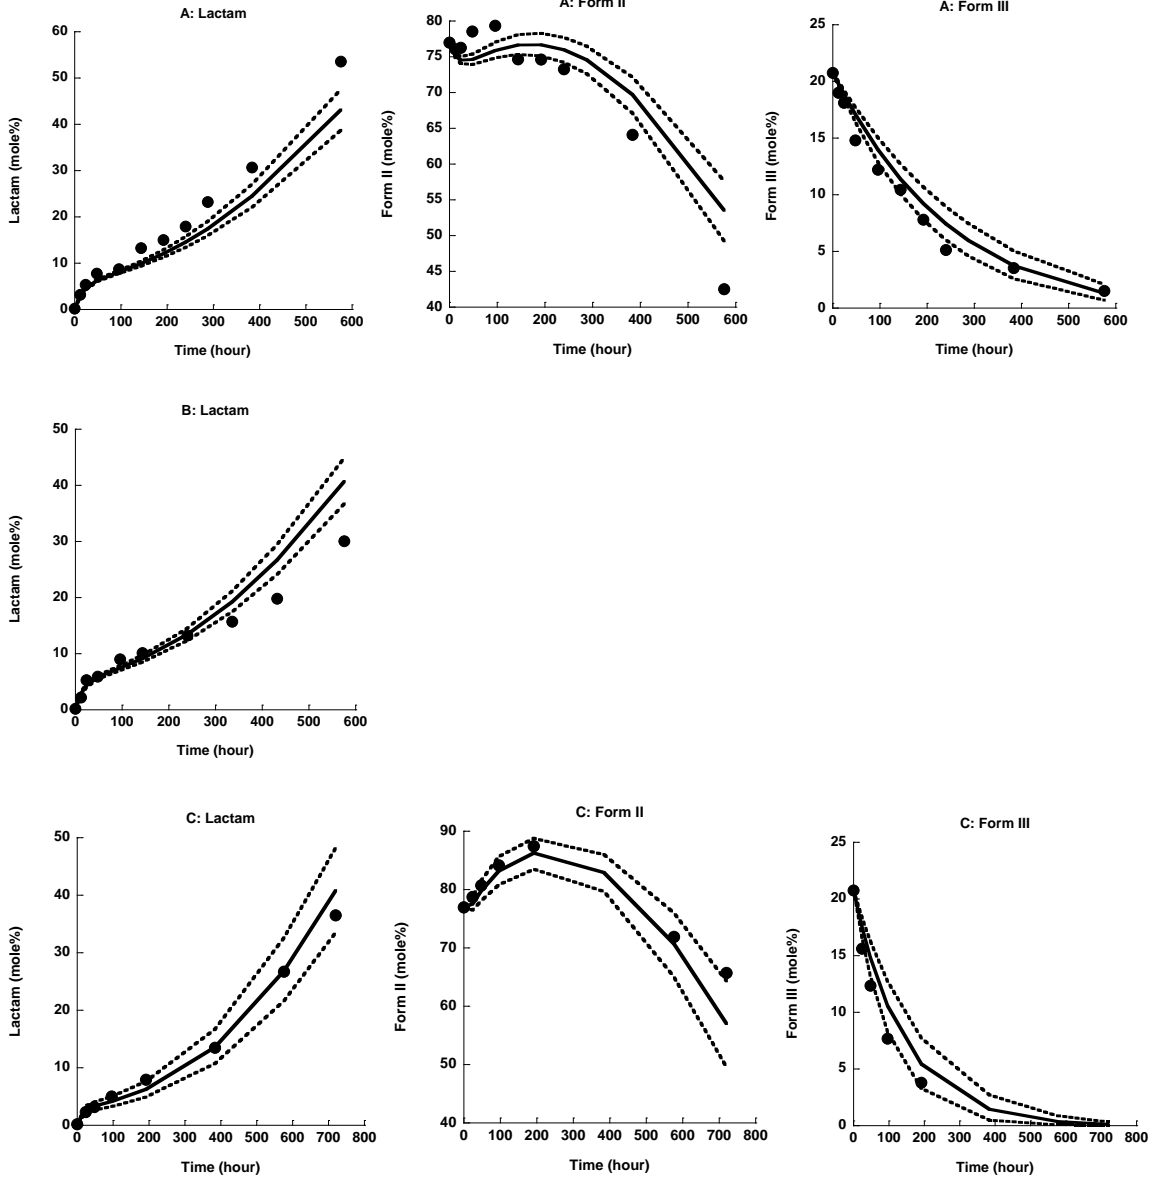 A: Lactam
60
50
40
30
20
10
0
0 100 200 300 400 500 600
Lactam (mole%)
Time (hour)
A: Form II
80
75
70
65
60
55
50
45
40
0 100 200 300 400 500 600
Form II (mole%)
Time (hour)
A: Form III
25
20
15
10
5
0
0 100 200 300 400 500 600
Form III (mole%)
Time (hour)
B: Lactam
50
40
30
20
10
0
0 100 200 300 400 500 600
Lactam (mole%)
Time (hour)
C: Lactam
50
40
30
20
10
0
0 100 200 300 400 500 600 700 800
Lactam (mole%)
Time (hour)
C: Form II
90
80
70
60
50
40
0 100 200 300 400 500 600 700 800
Form II (mole%)
Time (hour)
C: Form III
25
20
15
10
5
0
0 100 200 300 400 500 600 700 800
Form III (mole%)
Time (hour)